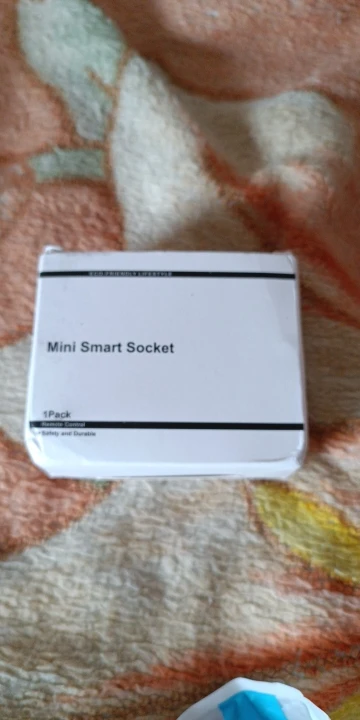 ECO-FRIENDLY LIFESTYLE
Mini Smart Socket
1Pack
Remote Control
Safety and Durable